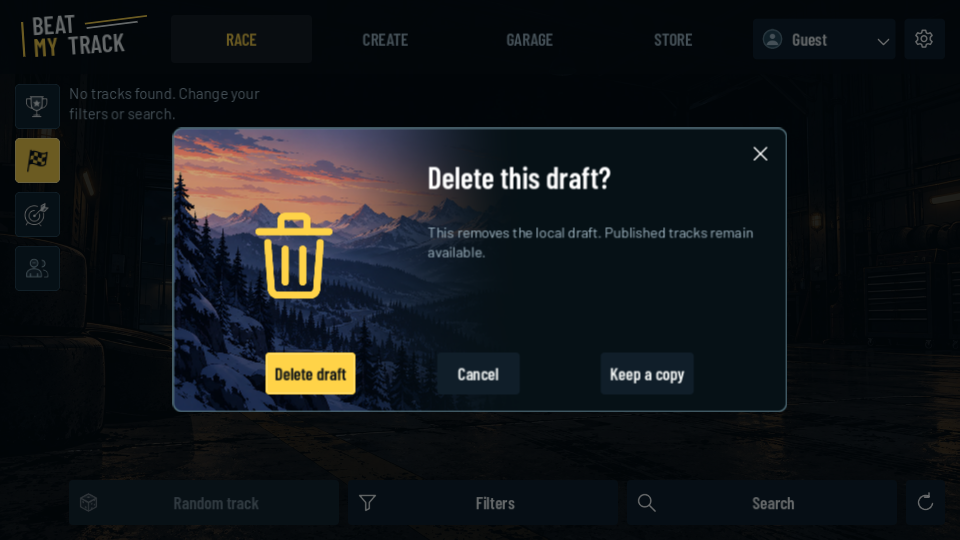 BEAT
MY TRACK
RACE
CREATE
GARAGE
STORE
Guest
No tracks found. Change your
filters or search.
Delete this draft?
This removes the local draft. Published tracks remain
available.
Delete draft
Cancel
Keep a copy
Random track
Filters
Search